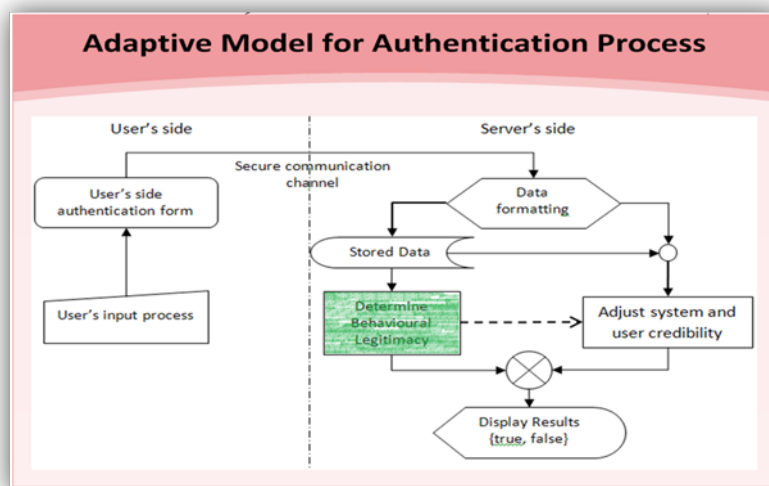 Adaptive Model for Authentication Process
User's side
Server's side
Secure communication
channel
User's side
authentication form
Data
formatting
Stored Data
User's input process
Determine
Behavioural
Legitimacy
Adjust system and
user credibility
Display Results
{true, false}